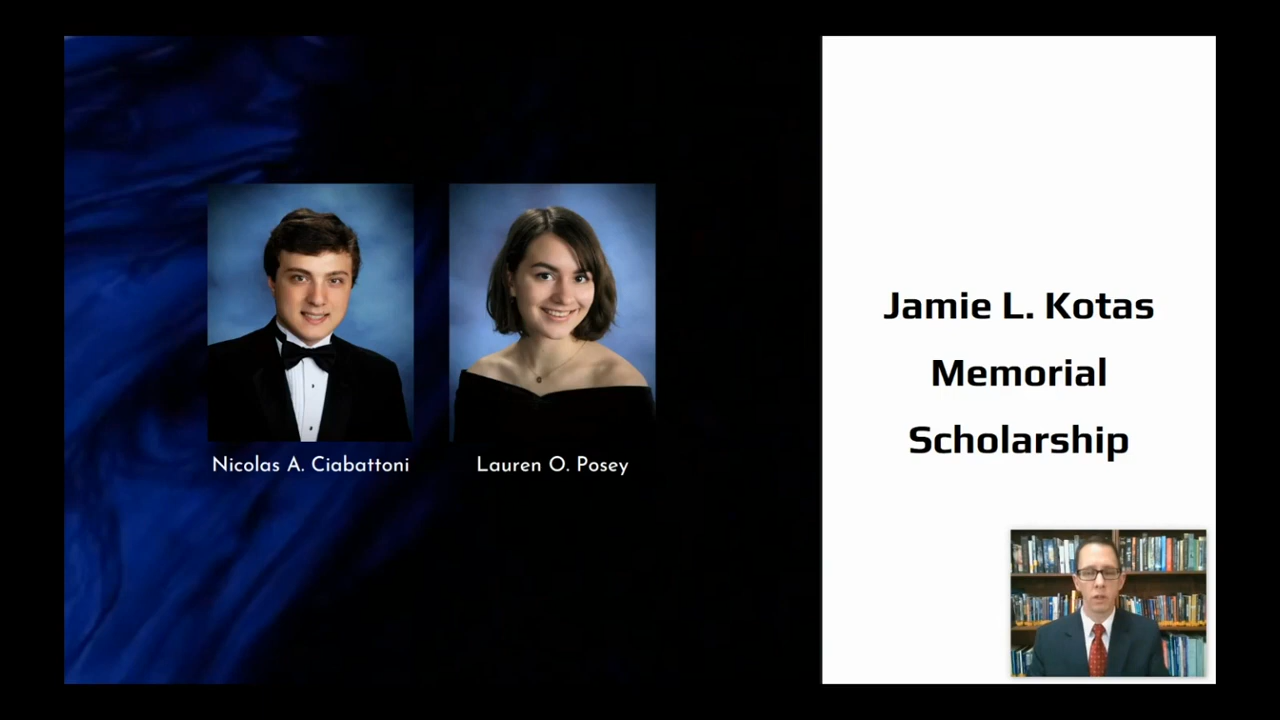 Nicolas A. Ciabattoni
Lauren O. Posey
Jamie L. Kotas
Memorial
Scholarship